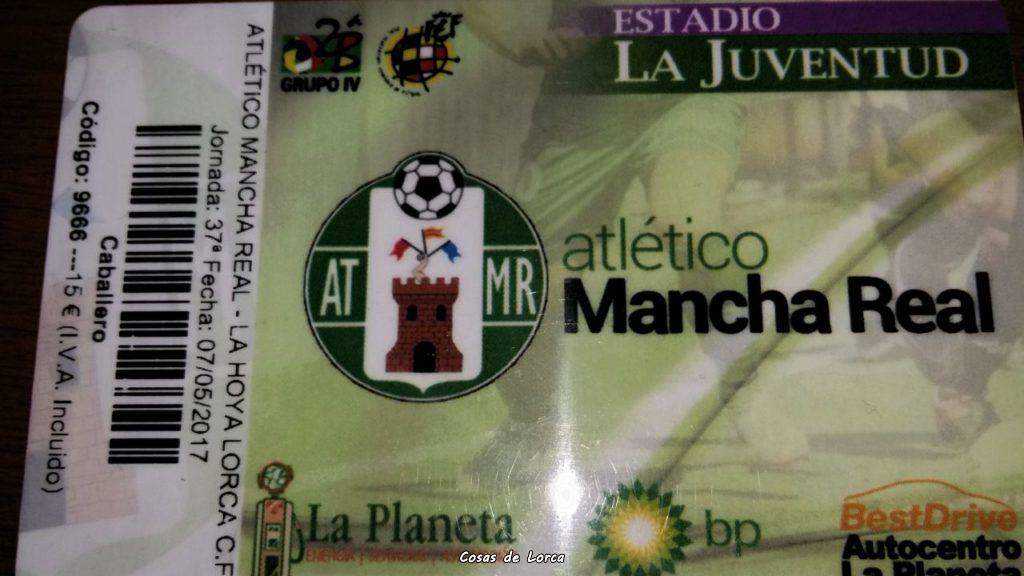 ATLÉTICO MANCHA REAL - LA HOYA LORCA C.F
Jornada: 37ª Fecha: 07/05/2017
Caballero
Código: 9666 ---15 € (I.V.A. Incluido)
2ªB
GRUPO IV
ESTADIO
LA JUVENTUD
AT MR
atlético
Mancha Real
La Planeta
bp
BestDrive
Autocentro
La Planeta
Cosas de Lorca